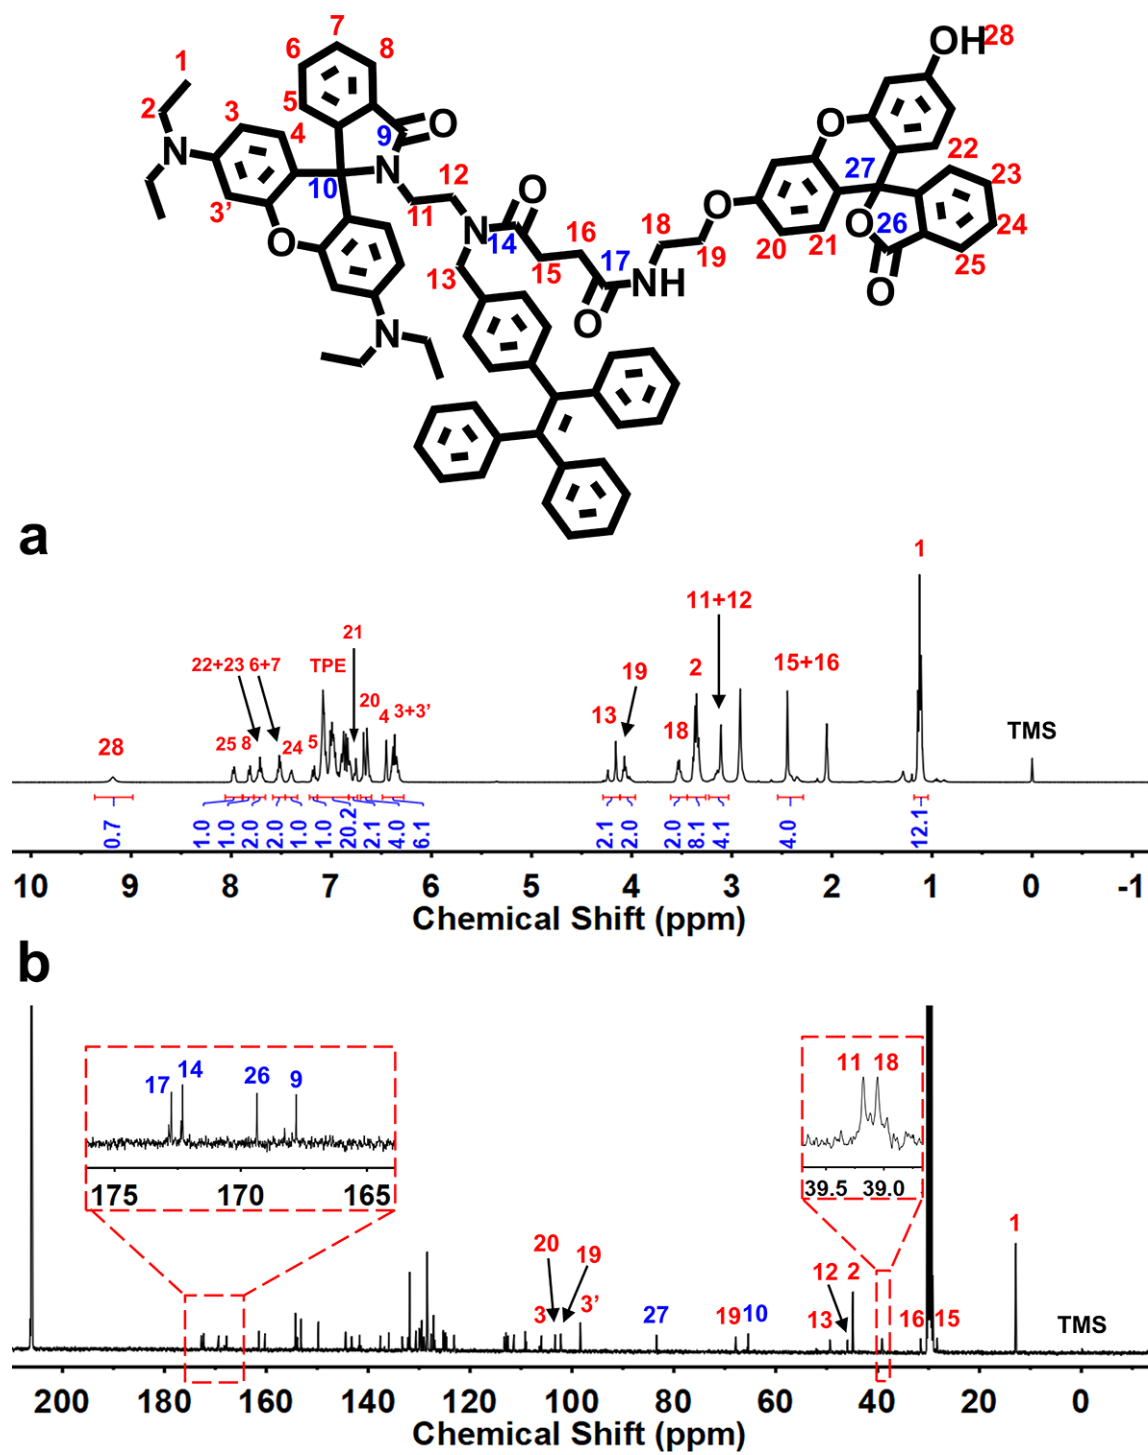 OH 28
7
6 8
1
5
2 3 4
9 O
N
O
22
27 23
N
10
12
O
26
O
24
3'
11
N
14
O
16
18
O
20 21
25
O
15
17
19
O
13
NH
O
N
a
1
11+12
21
22+23 6+7 TPE
2
19
15+16
20
13
18
4 3+3'
28
25 8 24 5
TMS
0.7 1.0 1.0 2.0 2.0 1.0 1.0 20.2 2.1 4.0 6.1 2.1 2.0 2.0 8.1 4.1 4.0 12.1
10 9 8 7 6 5 4 3 2 1 0 -1
Chemical Shift (ppm)
b
17 14 26 9
11 18
175 170 165
39.5 39.0
20 19
1
12 2
3 3' 27 19 10 13 16 15
TMS
200 180 160 140 120 100 80 60 40 20 0
Chemical Shift (ppm)